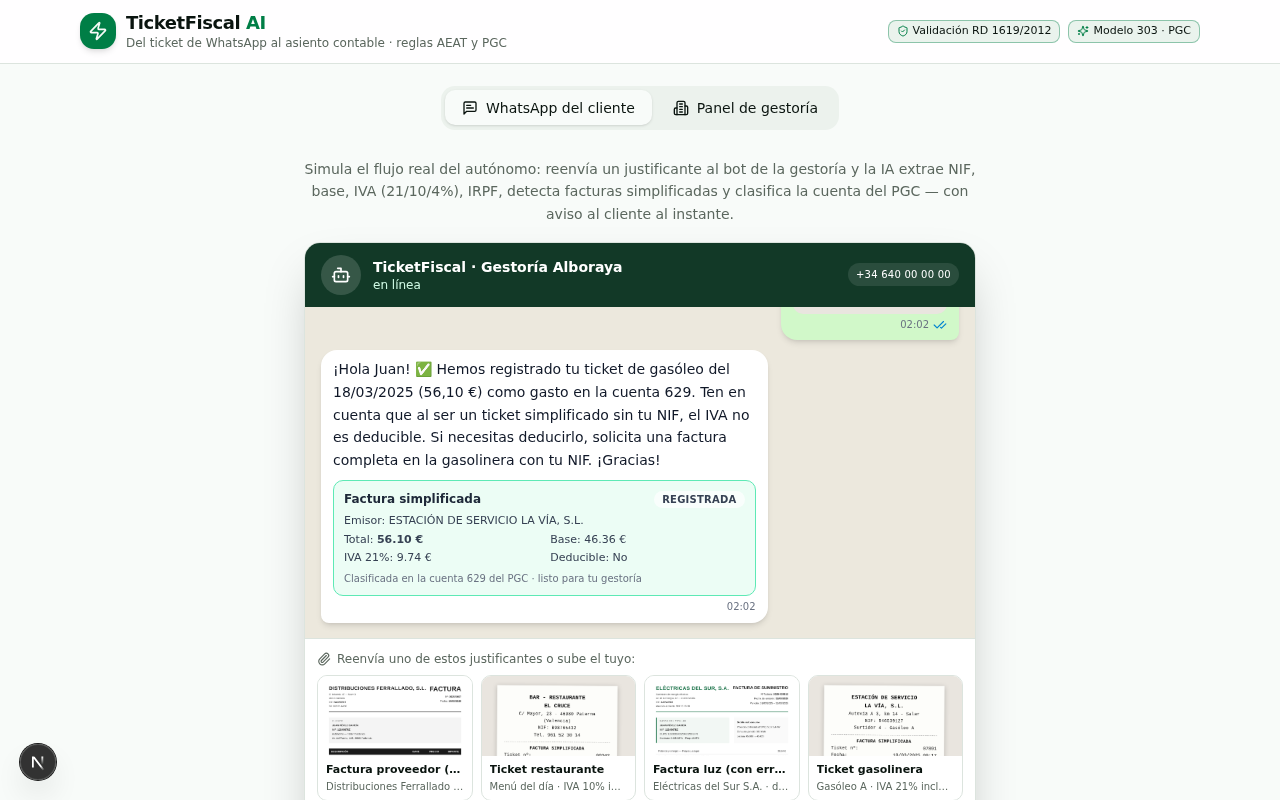 TicketFiscal AI
Del ticket de WhatsApp al asiento contable · reglas AEAT y PGC
Validación RD 1619/2012
Modelo 303 · PGC
WhatsApp del cliente
Panel de gestoría
Simula el flujo real del autónomo: reenvía un justificante al bot de la gestoría y la IA extrae NIF,
base, IVA (21/10/4%), IRPF, detecta facturas simplificadas y clasifica la cuenta del PGC — con
aviso al cliente al instante.
TicketFiscal · Gestoría Alboraya
en línea
+34 640 00 00 00
02:02
¡Hola Juan! ✅ Hemos registrado tu ticket de gasóleo del
18/03/2025 (56,10 €) como gasto en la cuenta 629. Ten en
cuenta que al ser un ticket simplificado sin tu NIF, el IVA no
es deducible. Si necesitas deducirlo, solicita una factura
completa en la gasolinera con tu NIF. ¡Gracias!
Factura simplificada
REGISTRADA
Emisor: ESTACIÓN DE SERVICIO LA VÍA, S.L.
Total: 56.10 €
Base: 46.36 €
IVA 21%: 9.74 €
Deducible: No
Clasificada en la cuenta 629 del PGC · listo para tu gestoría
02:02
Reenvía uno de estos justificantes o sube el tuyo:
DISTRIBUCIONES FERRALLADO, S.L. FACTURA
BAR - RESTAURANTE
EL CRUCE
(Valencia)
FACTURA SIMPLIFICADA
ELÉCTRICAS DEL SUR, S.A. FACTURA DE SUMINISTRO
ESTACIÓN DE SERVICIO
LA VÍA, S.L.
Surtidor 4 - Gasóleo A
FACTURA SIMPLIFICADA
Ticket nº:
Factura proveedor (...
Distribuciones Ferrallado ...
Ticket restaurante
Menú del día · IVA 10% i...
Factura luz (con err...
Eléctricas del Sur S.A. · d...
Ticket gasolinera
Gasóleo A · IVA 21% incl...